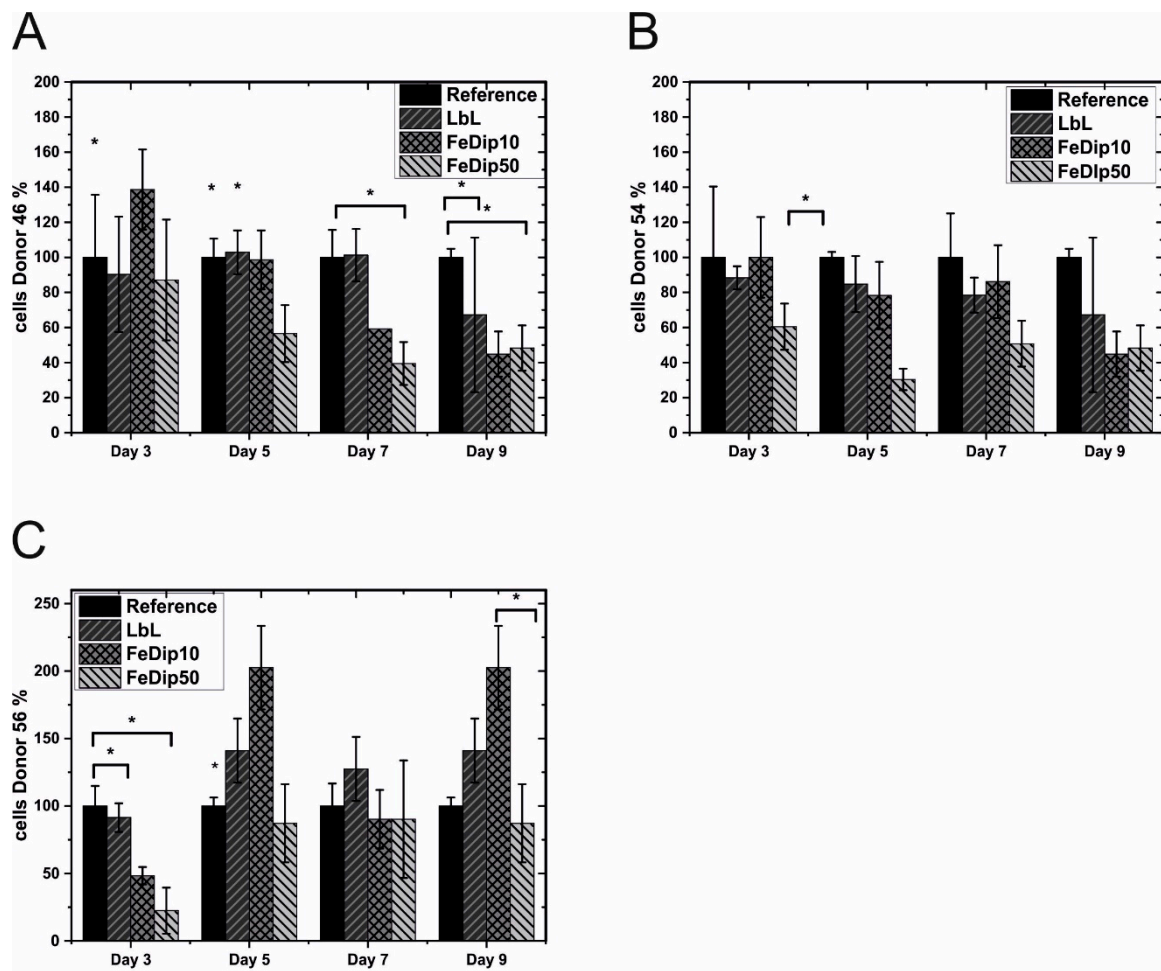 A
cells Donor 46 %
200
180
160
140
120
100
80
60
40
20
0
Reference
LbL
FeDip10
FeDip50
*
* *
*
*
*
Day 3 Day 5 Day 7 Day 9
B
cells Donor 54 %
200
180
160
140
120
100
80
60
40
20
0
Reference
LbL
FeDip10
FeDIp50
*
Day 3 Day 5 Day 7 Day 9
C
cells Donor 56 %
250
200
150
100
50
0
Reference
LbL
FeDip10
FeDip50
*
*
*
*
Day 3 Day 5 Day 7 Day 9